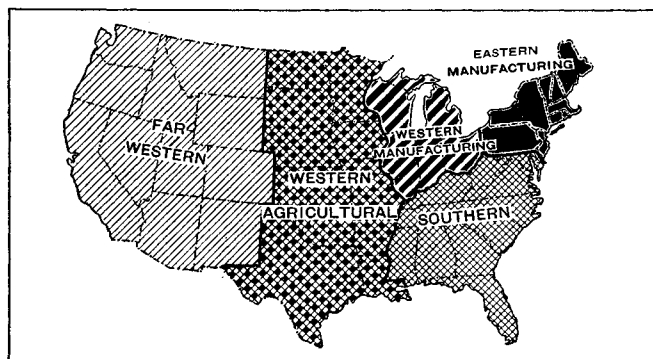 EASTERN
MANUFACTURING
FAR
WESTERN
WESTERN
MANUFACTURING
WESTERN
AGRICULTURAL
SOUTHERN